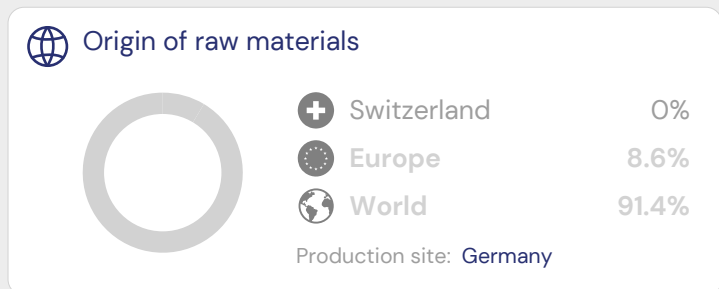 Origin of raw materials
Switzerland 0%
Europe 8.6%
World 91.4%
Production site: Germany